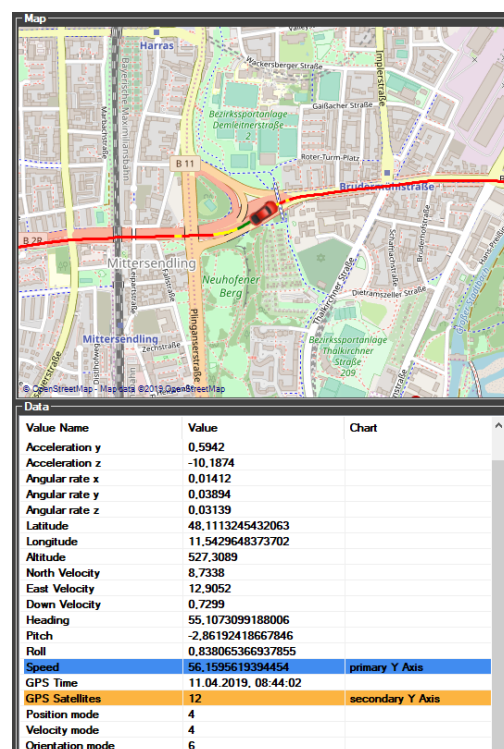 Map
Harras
Wackersberger Straße
Implerstraße
Bayerische Maximiliansbahn
Marbachstraße
Bezirkssportanlage
Demleitnerstraße
2
Gaißacher Straße
Roter-Turm-Platz
B 11
Brudermühlstraße
B 2R
Mittersendling
Neuhofener
Berg
Thalkirchner Straße
Dietramszeller Straße
Brudermühlstraße
Plinganserstraße
Mittersendling
Zechstraße
Bezirkssportanlage
Thalkirchner
Straße
209
© OpenStreetMap - Map data ©2019 OpenStreetMap
Data
Value Name Value Chart
Acceleration y 0,5942
Acceleration z -10,1874
Angular rate x 0,01412
Angular rate y 0,03894
Angular rate z 0,03139
Latitude 48,1113245432063
Longitude 11,5429648373702
Altitude 527,3089
North Velocity 8,7338
East Velocity 12,9052
Down Velocity 0,7299
Heading 55,1073099188006
Pitch -2,86192418667846
Roll 0,838065366937855
Speed 56,1595619394454 primary Y Axis
GPS Time 11.04.2019, 08:44:02
GPS Satellites 12 secondary Y Axis
Position mode 4
Velocity mode 4
Orientation mode 6